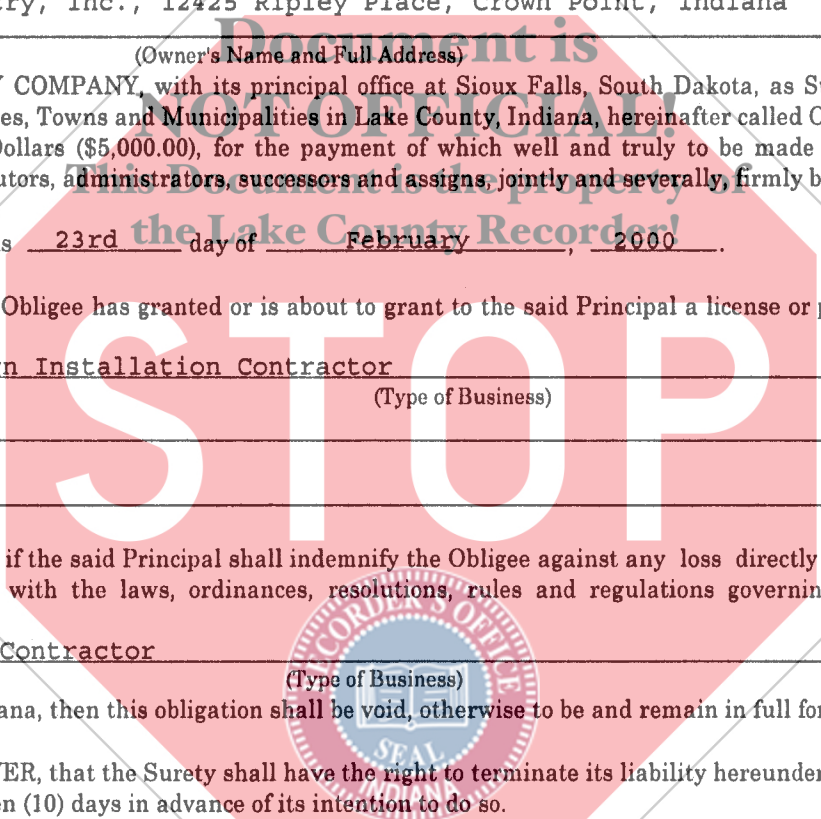 try, Inc., 12425 Ripley Place, Crown Point, Indiana
Document is
(Owner's Name and Full Address)
Y COMPANY, with its principal office at Sioux Falls, South Dakota, as S
NOT OFFICIAL!
es, Towns and Municipalities in Lake County, Indiana, hereinafter called O
Dollars ($5,000.00), for the payment of which well and truly to be made
This Document is the property of
utors, administrators, successors and assigns, jointly and severally, firmly b
the Lake County Recorder!
s 23rd day of February, 2000.
Obligee has granted or is about to grant to the said Principal a license or p
n Installation Contractor
(Type of Business)
STOP
if the said Principal shall indemnify the Obligee against any loss directly
with the laws, ordinances, resolutions, rules and regulations governin
RECORDER'S OFFICE
Contractor
(Type of Business)
ana, then this obligation shall be void, otherwise to be and remain in full for
SEAL
VER, that the Surety shall have the right to terminate its liability hereunder
INDIANA
en (10) days in advance of its intention to do so.